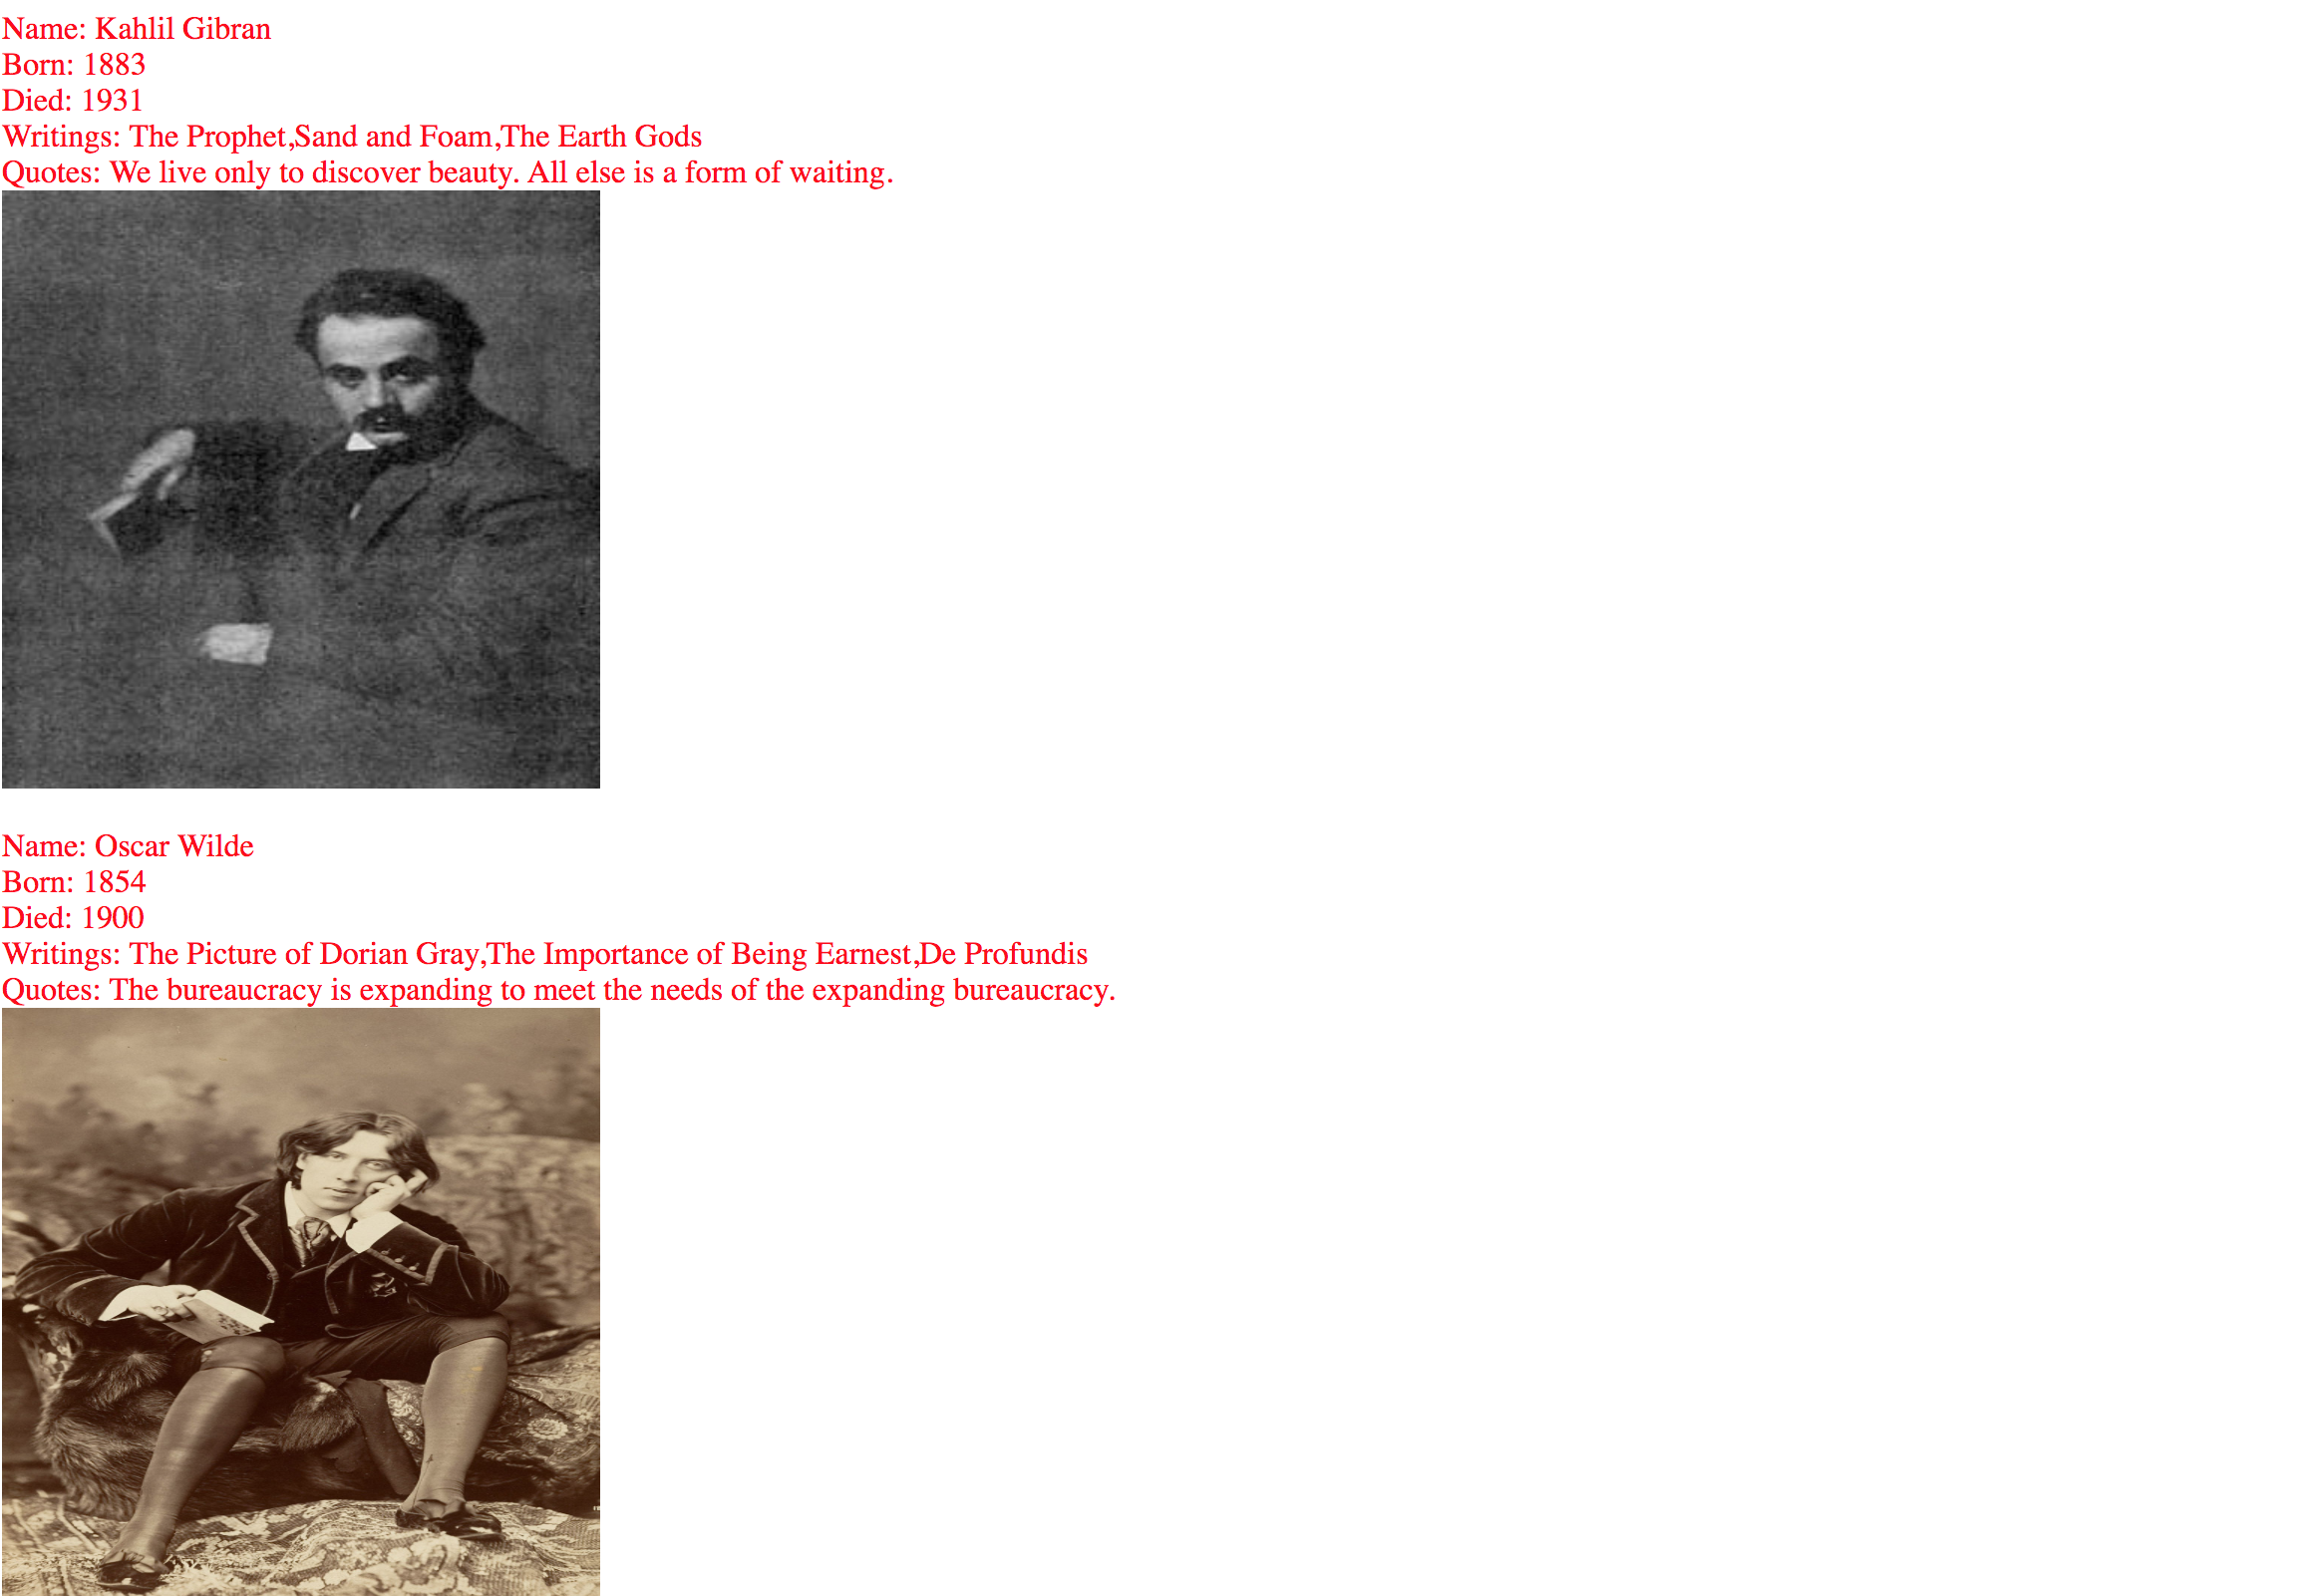 Name: Kahlil Gibran
Born: 1883
Died: 1931
Writings: The Prophet,Sand and Foam,The Earth Gods
Quotes: We live only to discover beauty. All else is a form of waiting.
Name: Oscar Wilde
Born: 1854
Died: 1900
Writings: The Picture of Dorian Gray,The Importance of Being Earnest,De Profundis
Quotes: The bureaucracy is expanding to meet the needs of the expanding bureaucracy.